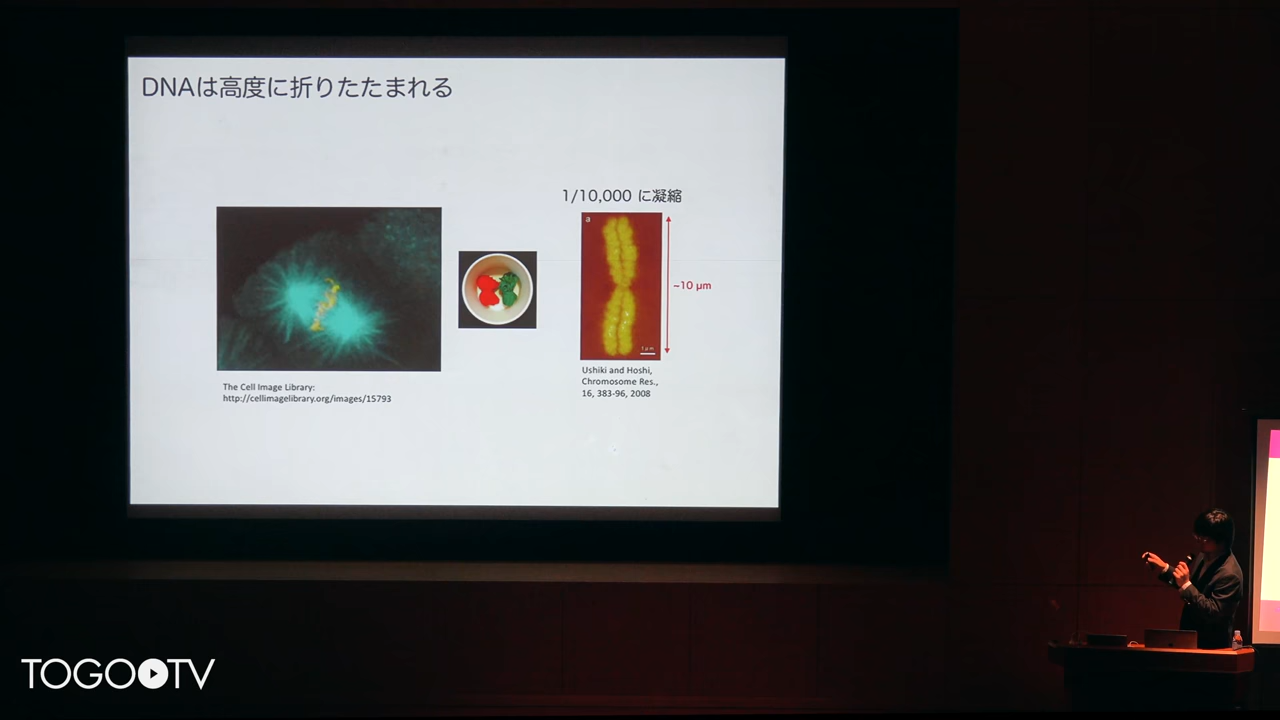 DNAは高度に折りたたまれる
1/10,000 に凝縮
a
~10 µm
1 µm
The Cell Image Library:
http://cellimagelibrary.org/images/15793
Ushiki and Hoshi,
Chromosome Res.,
16, 383-96, 2008
TOGOTV